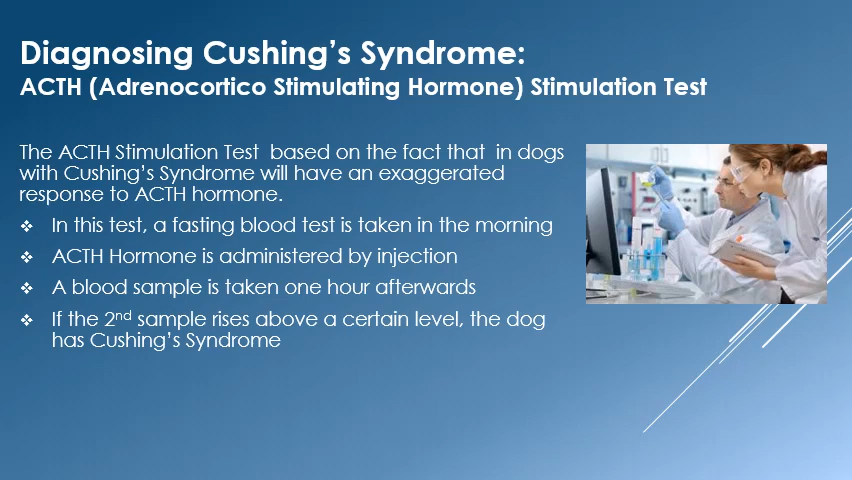 Diagnosing Cushing's Syndrome:
ACTH (Adrenocortico Stimulating Hormone) Stimulation Test
The ACTH Stimulation Test  based on the fact that  in dogs
with Cushing's Syndrome will have an exaggerated
response to ACTH hormone.
❖ In this test, a fasting blood test is taken in the morning
❖ ACTH Hormone is administered by injection
❖ A blood sample is taken one hour afterwards
❖ If the 2nd sample rises above a certain level, the dog
has Cushing's Syndrome